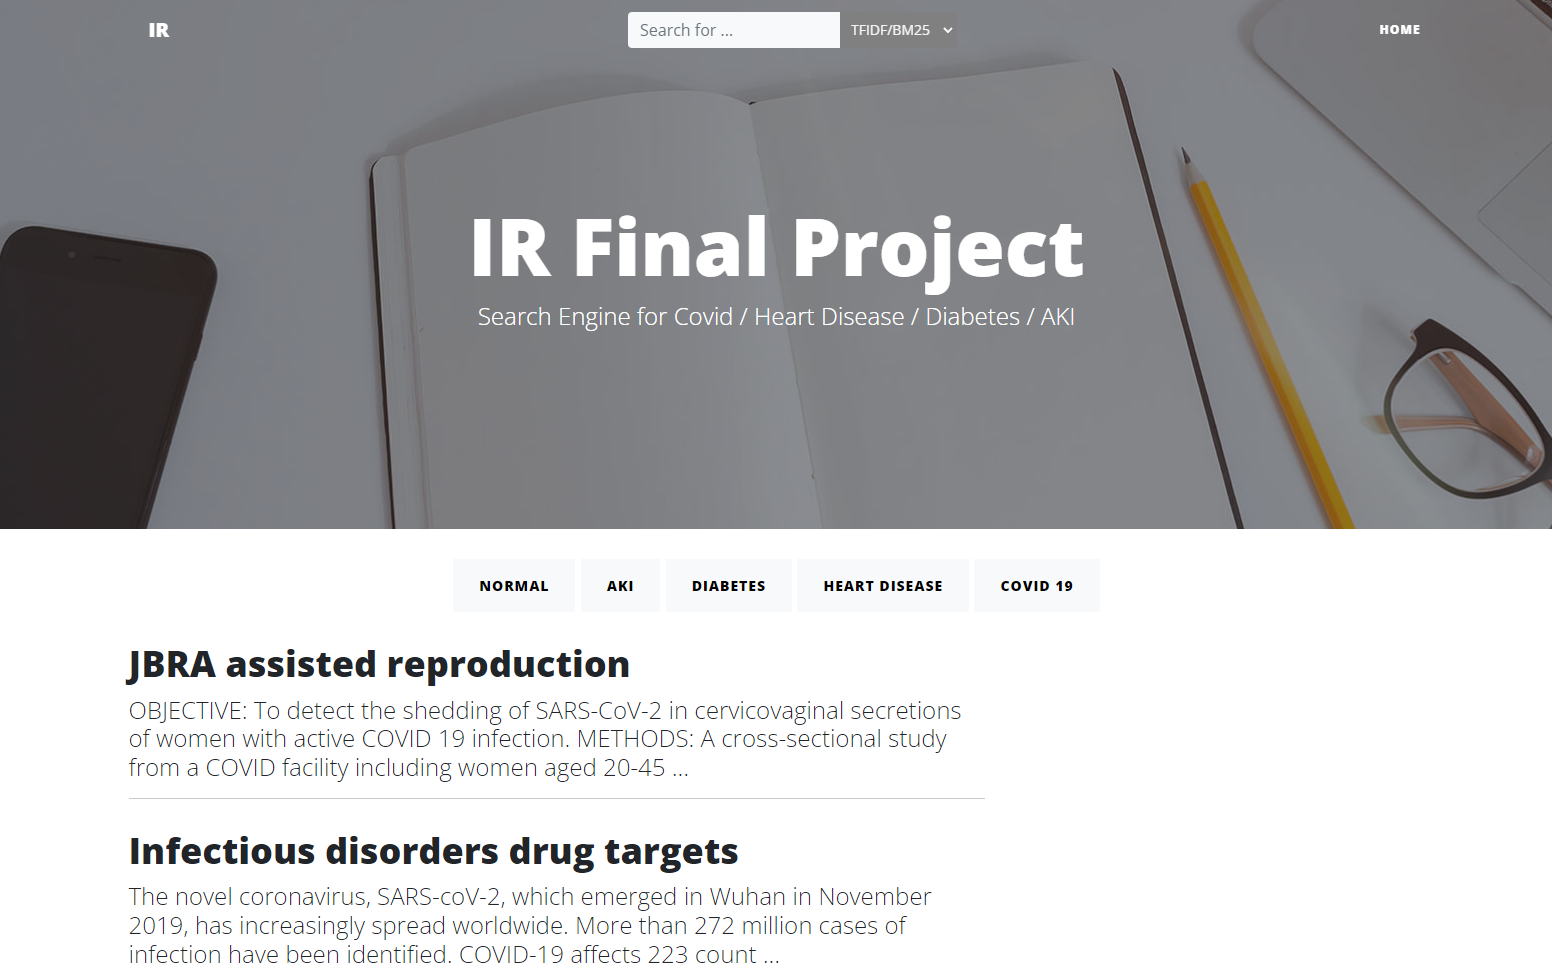 IR
Search for ...
TFIDF/BM25
HOME
IR Final Project
Search Engine for Covid / Heart Disease / Diabetes / AKI
NORMAL
AKI
DIABETES
HEART DISEASE
COVID 19
JBRA assisted reproduction
OBJECTIVE: To detect the shedding of SARS-CoV-2 in cervicovaginal secretions
of women with active COVID 19 infection. METHODS: A cross-sectional study
from a COVID facility including women aged 20-45 ...
Infectious disorders drug targets
The novel coronavirus, SARS-coV-2, which emerged in Wuhan in November
2019, has increasingly spread worldwide. More than 272 million cases of
infection have been identified. COVID-19 affects 223 count ...